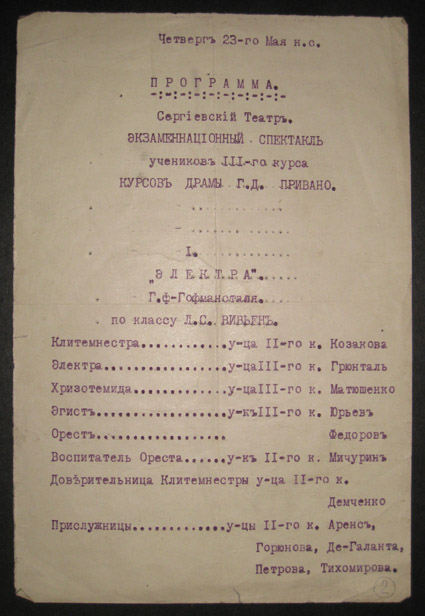 Четвергъ 23-го Мая н.с.
ПРОГРАММА.
-:-:-:-:-:-:-:-:-:-
Сергіевскій Театръ.
ЭКЗАМЕННАЦІОННЫЙ СПЕКТАКЛЬ
учениковъ III-го курса
КУРСОВЪ ДРАМЫ Г.Д. ПРИВАНО.
I.
"ЭЛЕКТРА".
Г.ф-Гофмансталя.
по классу Л.С. ВИВЬЕНЪ.
Клитемнестра............у-ца II-го к. Козакова
Электра................у-цаIII-го к. Грюнталь
Хризотемида............у-цаIII-го к. Матюшенко
Эгистъ.................у-къIII-го к. Юрьевъ
Орестъ................. Федоровъ
Воспитатель Ореста.....у-къ II-го к. Мичуринъ
Довѣрительница Клитемнестры у-ца II-го к.
Демченко
Прислужницы............у-цы II-го к. Аренсъ,
Горюнова, Де-Галанта,
Петрова, Тихомирова.
2